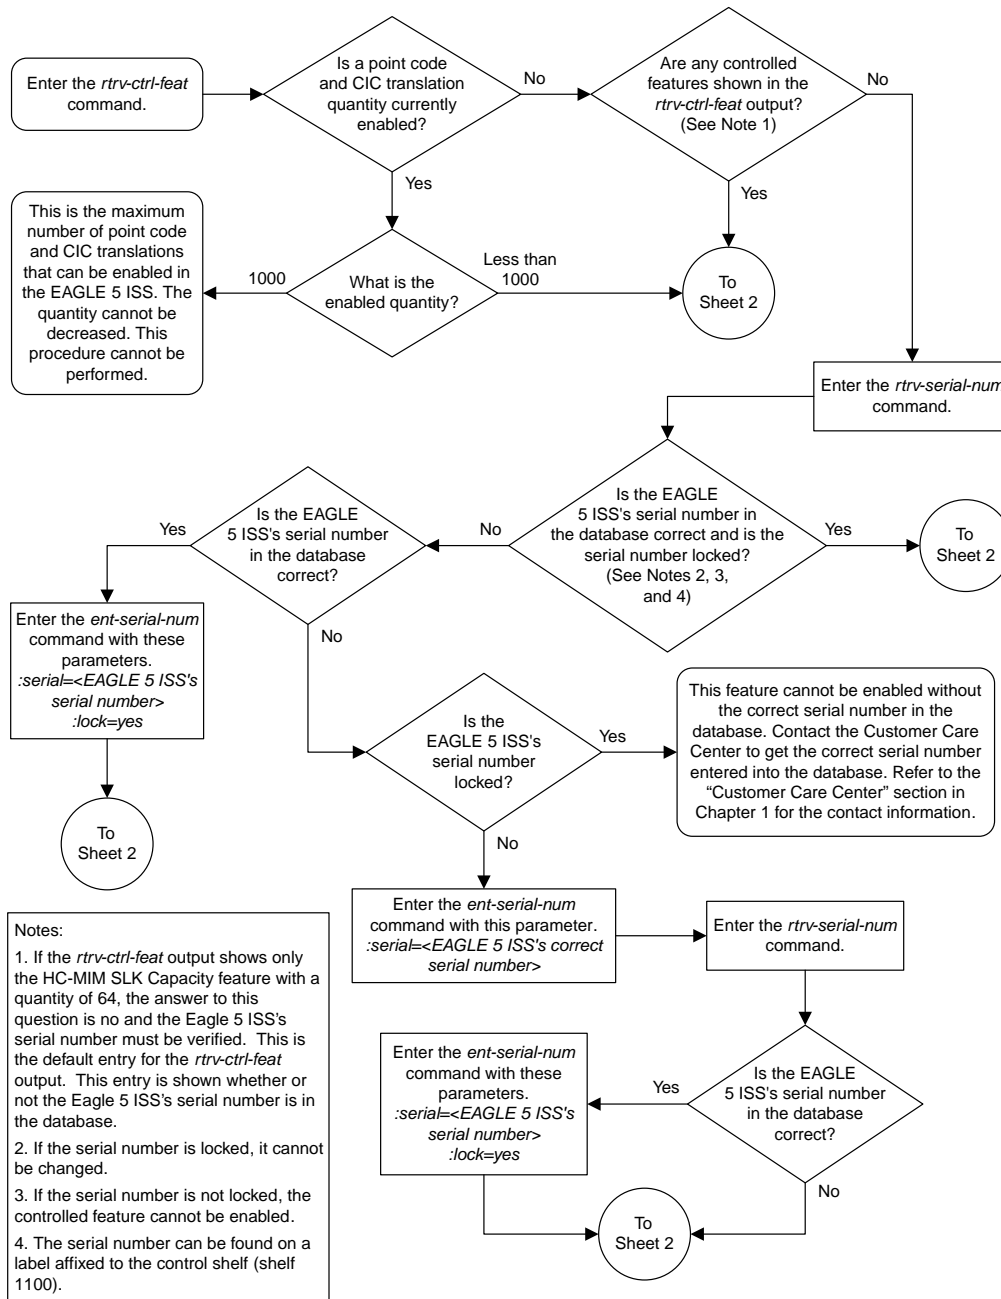 Enter the rtrv-ctrl-feat
command.
Is a point code
and CIC translation
quantity currently
enabled?
No
Are any controlled
features shown in the
rtrv-ctrl-feat output?
(See Note 1)
No
Yes
Yes
This is the maximum
number of point code
and CIC translations
that can be enabled in
the EAGLE 5 ISS. The
quantity cannot be
decreased. This
procedure cannot be
performed.
1000
What is the
enabled quantity?
Less than
1000
To
Sheet 2
Enter the rtrv-serial-num
command.
Is the EAGLE
5 ISS's serial number in
the database correct and is the
serial number locked?
(See Notes 2, 3,
and 4)
Yes
To
Sheet 2
No
Is the EAGLE
5 ISS's serial number
in the database
correct?
Yes
No
Enter the ent-serial-num
command with these
parameters.
:serial=<EAGLE 5 ISS's
serial number>
:lock=yes
To
Sheet 2
Is the
EAGLE 5 ISS's
serial number
locked?
Yes
This feature cannot be enabled without
the correct serial number in the
database. Contact the Customer Care
Center to get the correct serial number
entered into the database. Refer to the
“Customer Care Center” section in
Chapter 1 for the contact information.
No
Enter the ent-serial-num
command with this parameter.
:serial=<EAGLE 5 ISS's correct
serial number>
Enter the rtrv-serial-num
command.
Is the EAGLE
5 ISS's serial number
in the database
correct?
Yes
No
Enter the ent-serial-num
command with these
parameters.
:serial=<EAGLE 5 ISS's
serial number>
:lock=yes
To
Sheet 2
Notes:
1. If the rtrv-ctrl-feat output shows only
the HC-MIM SLK Capacity feature with a
quantity of 64, the answer to this
question is no and the Eagle 5 ISS's
serial number must be verified. This is
the default entry for the rtrv-ctrl-feat
output. This entry is shown whether or
not the Eagle 5 ISS's serial number is in
the database.
2. If the serial number is locked, it cannot
be changed.
3. If the serial number is not locked, the
controlled feature cannot be enabled.
4. The serial number can be found on a
label affixed to the control shelf (shelf
1100).